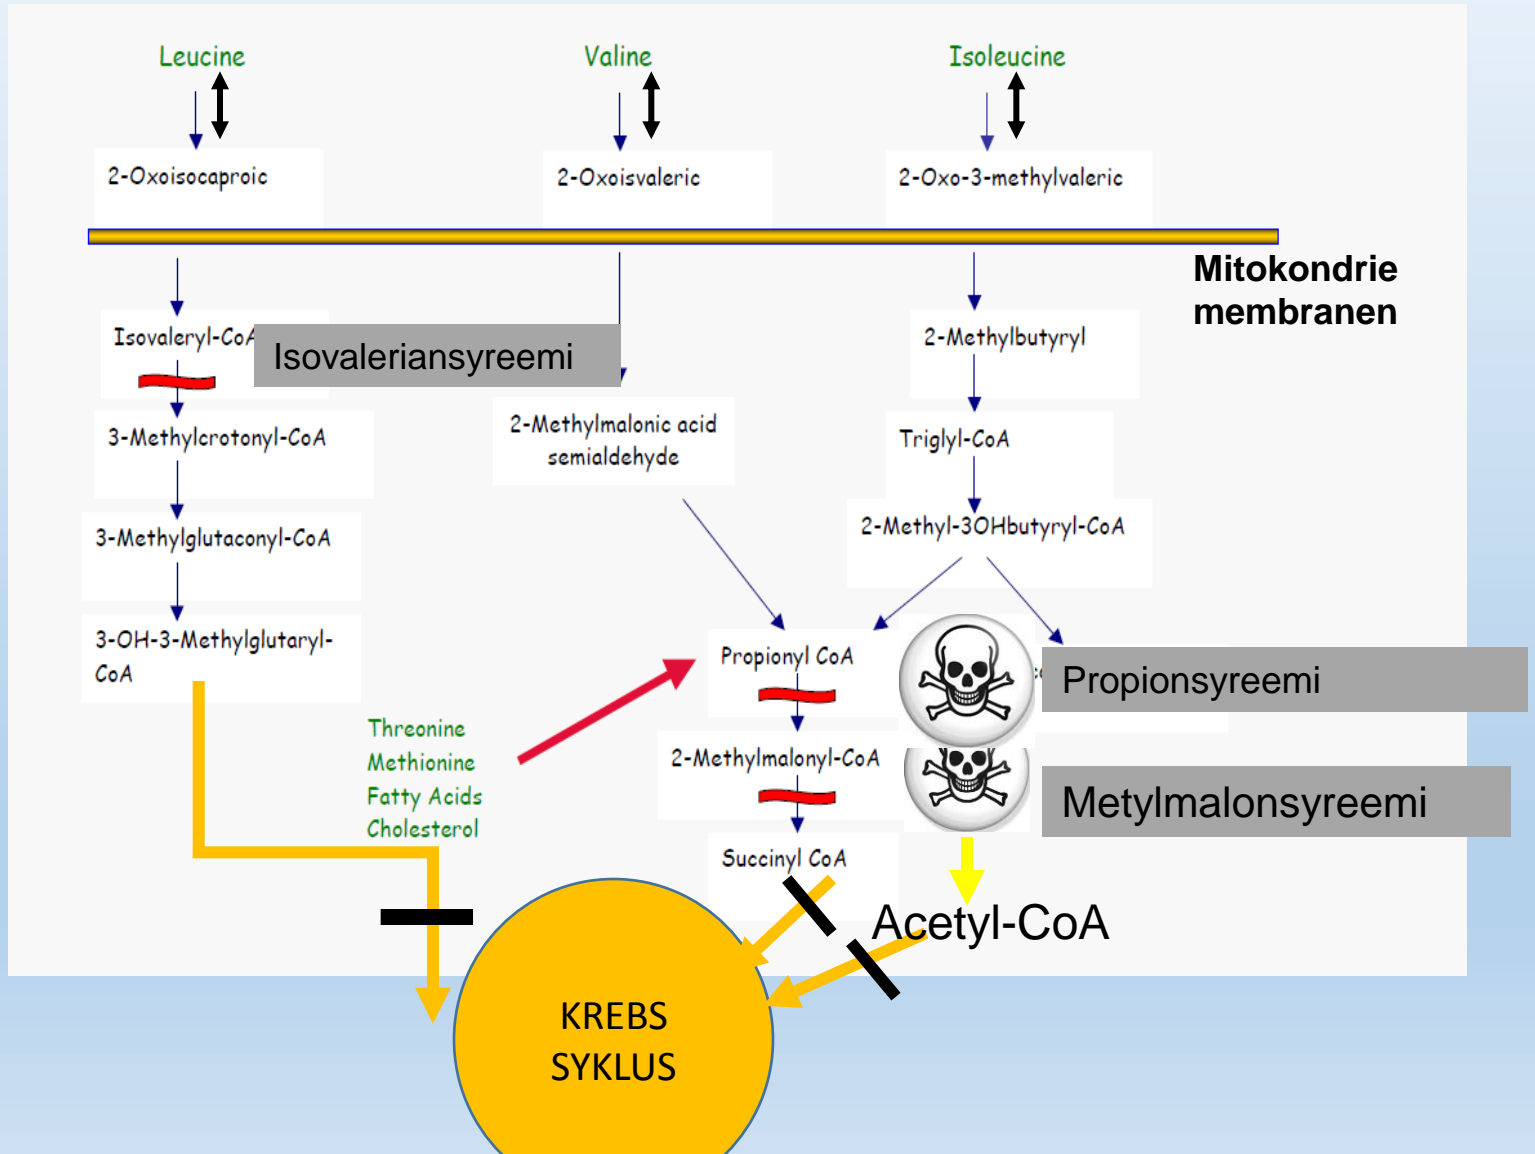 Leucine
Valine
Isoleucine
2-Oxoisocaproic
2-Oxoisvaleric
2-Oxo-3-methylvaleric
Mitokondrie
membranen
Isovaleryl-CoA
Isovaleriansyreemi
2-Methylbutyryl
3-Methylcrotonyl-CoA
2-Methylmalonic acid
semialdehyde
Triglyl-CoA
3-Methylglutaconyl-CoA
2-Methyl-3OHbutyryl-CoA
3-OH-3-Methylglutaryl-
CoA
Propionyl CoA
Propionsyreemi
Threonine
Methionine
Fatty Acids
Cholesterol
2-Methylmalonyl-CoA
Metylmalonsyreemi
Succinyl CoA
Acetyl-CoA
KREBS
SYKLUS